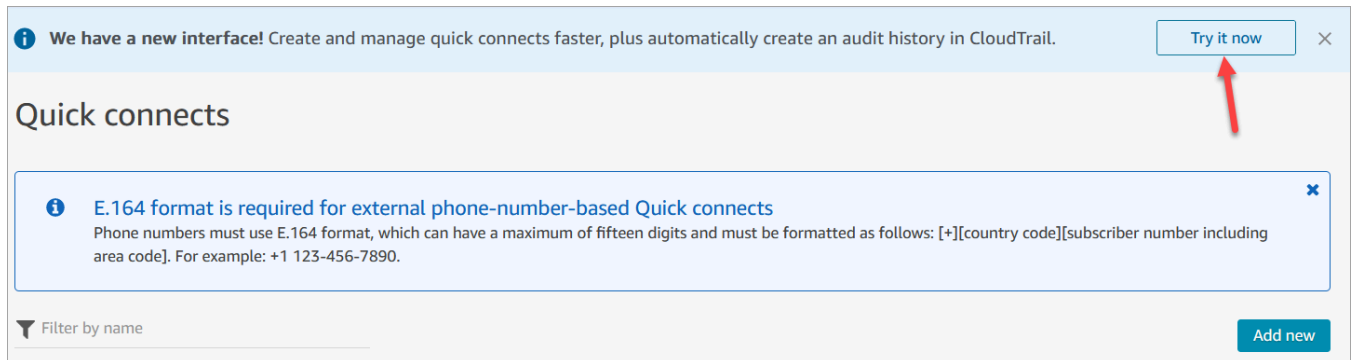 We have a new interface! Create and manage quick connects faster, plus automatically create an audit history in CloudTrail.
Try it now
Quick connects
E.164 format is required for external phone-number-based Quick connects
Phone numbers must use E.164 format, which can have a maximum of fifteen digits and must be formatted as follows: [+][country code][subscriber number including
area code]. For example: +1 123-456-7890.
Filter by name
Add new